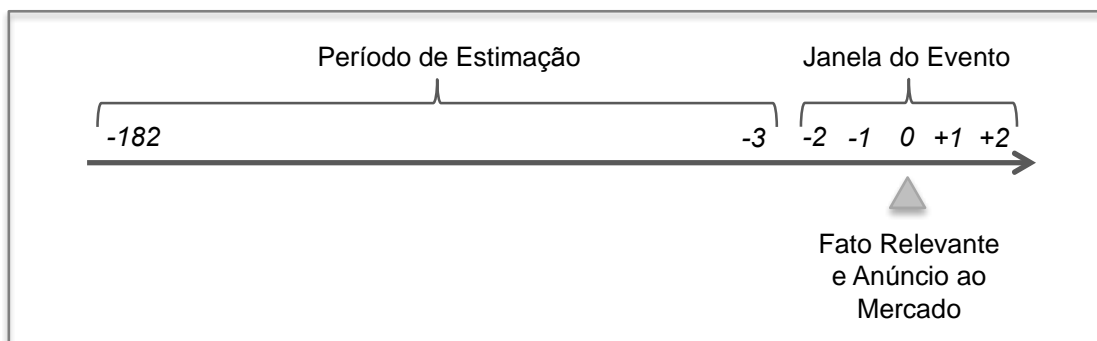 Período de Estimação Janela do Evento
-182 -3 -2 -1 0 +1 +2
Fato Relevante
e Anúncio ao
Mercado